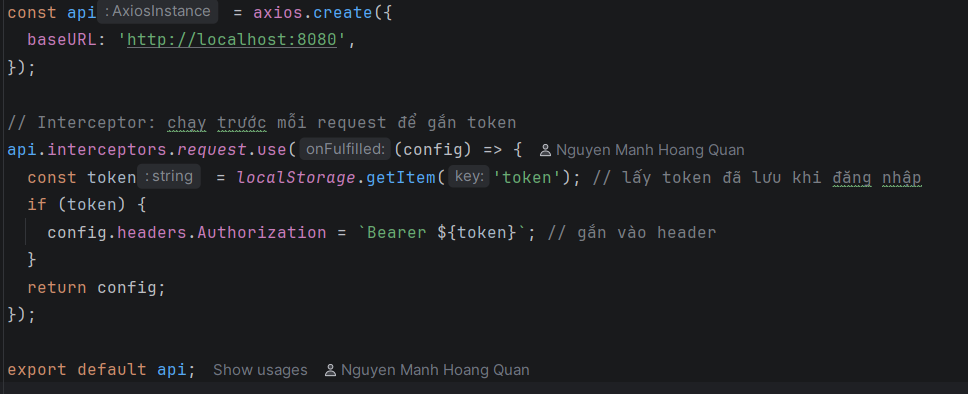 const api : AxiosInstance = axios.create({
baseURL: 'http://localhost:8080',
});
// Interceptor: chạy trước mỗi request để gắn token
api.interceptors.request.use( onFulfilled: (config) => { Nguyen Manh Hoang Quan
const token : string = localStorage.getItem( key: 'token'); // lấy token đã lưu khi đăng nhập
if (token) {
config.headers.Authorization = `Bearer ${token}`; // gắn vào header
}
return config;
});
export default api; Show usages Nguyen Manh Hoang Quan